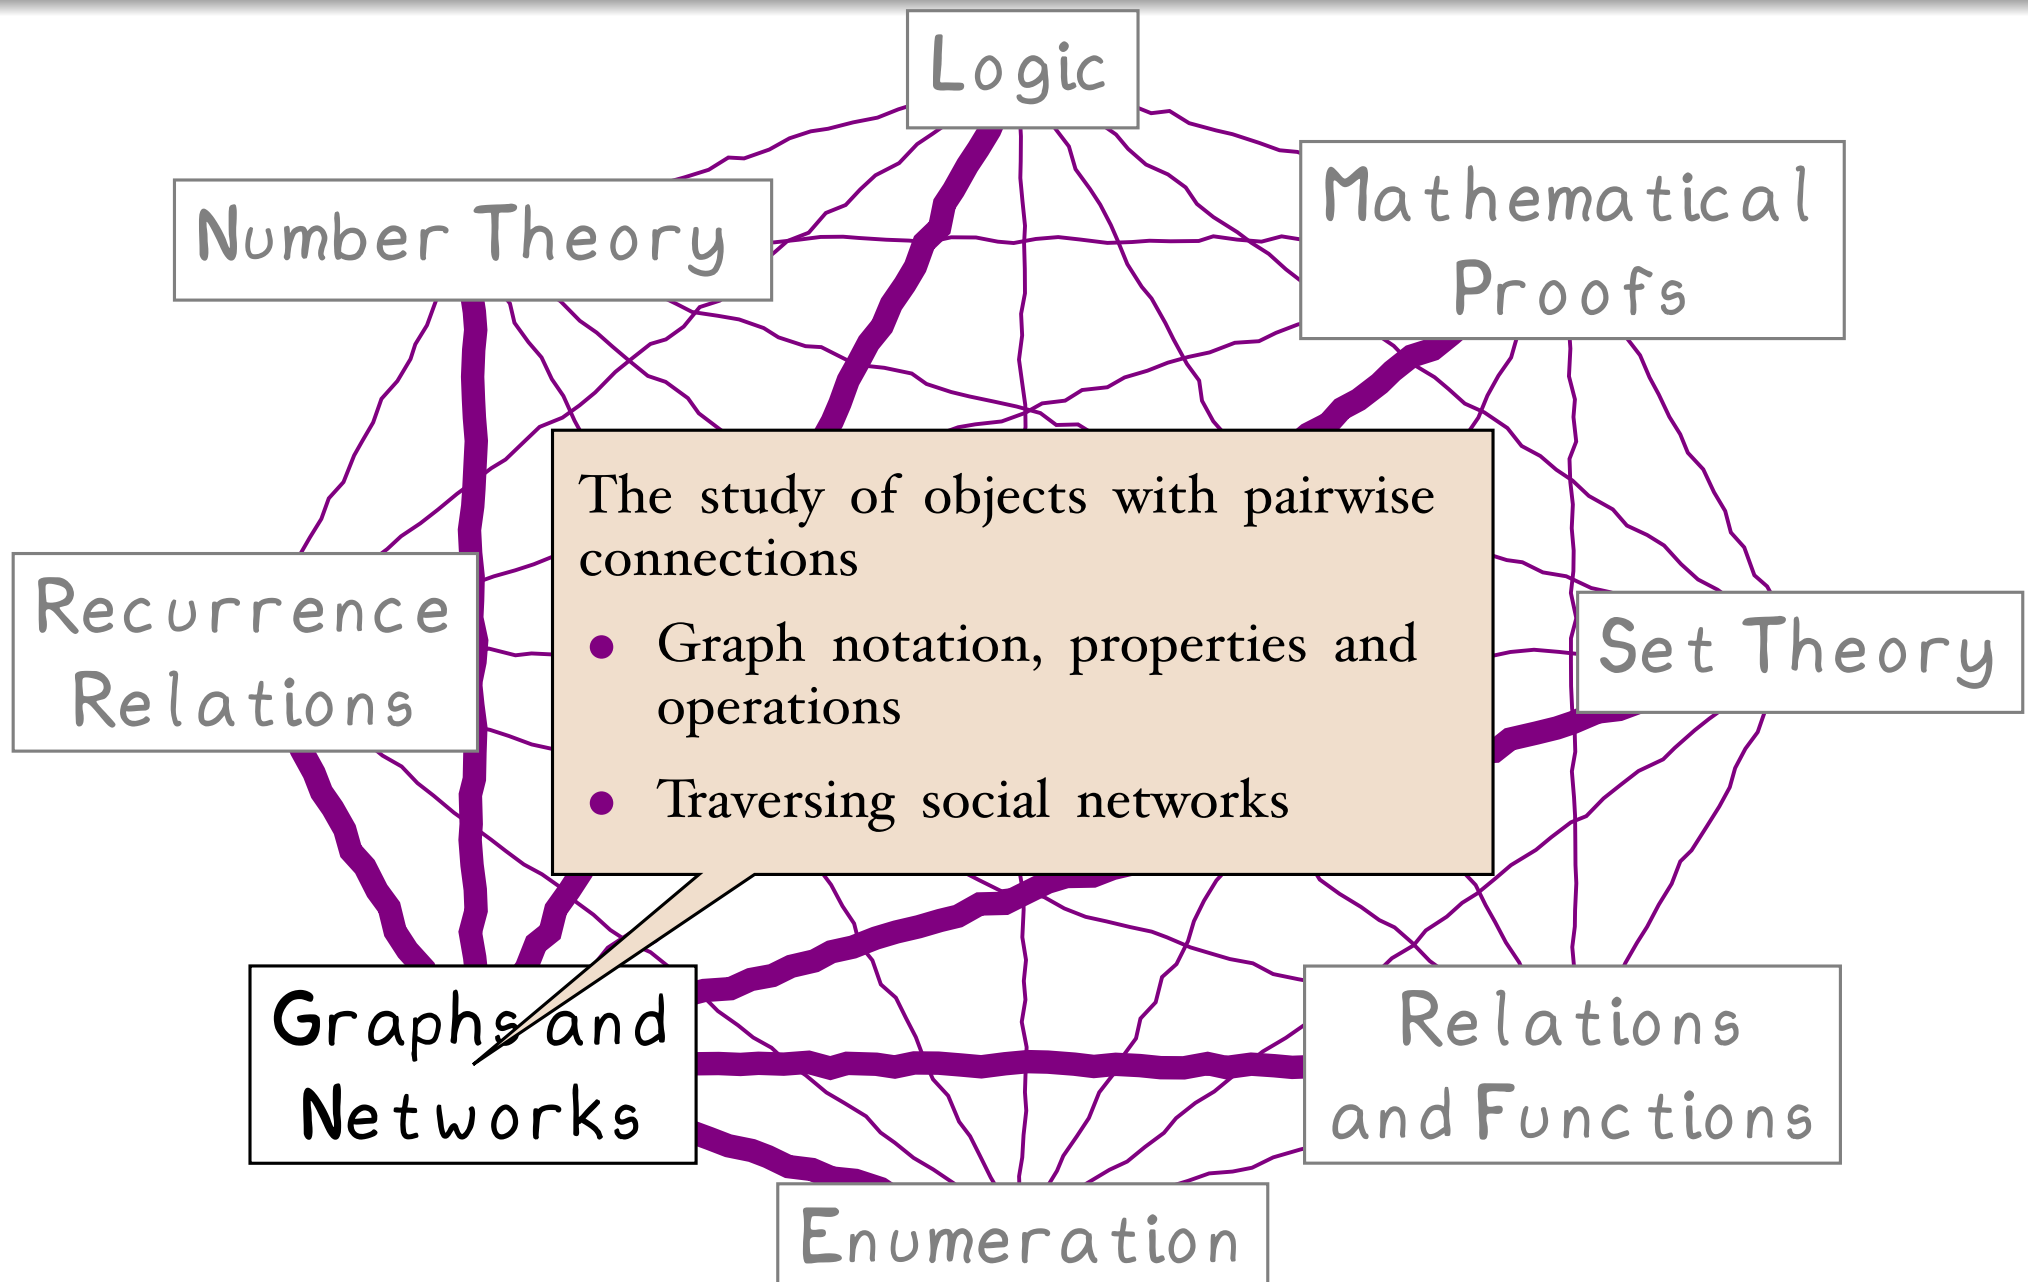 Logic
Number Theory
Mathematical
Proofs
The study of objects with pairwise
connections
• Graph notation, properties and
operations
• Traversing social networks
Recurrence
Relations
Set Theory
Graphs and
Networks
Relations
and Functions
Enumeration